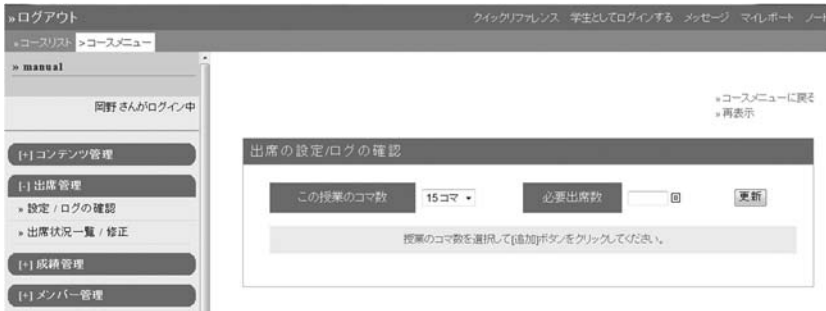 »ログアウト
クイックリファレンス 学生としてログインする メッセージ マイレポート ノート
»コースリスト >コースメニュー
» manual
岡野 さんがログイン中
»コースメニューに戻る
»再表示
[+] コンテンツ管理
[-] 出席管理
» 設定 / ログの確認
» 出席状況一覧 / 修正
[+] 成績管理
[+] メンバー管理
出席の設定/ログの確認
この授業のコマ数 15コマ 必要出席数 回 更新
授業のコマ数を選択して[追加]ボタンをクリックしてください。